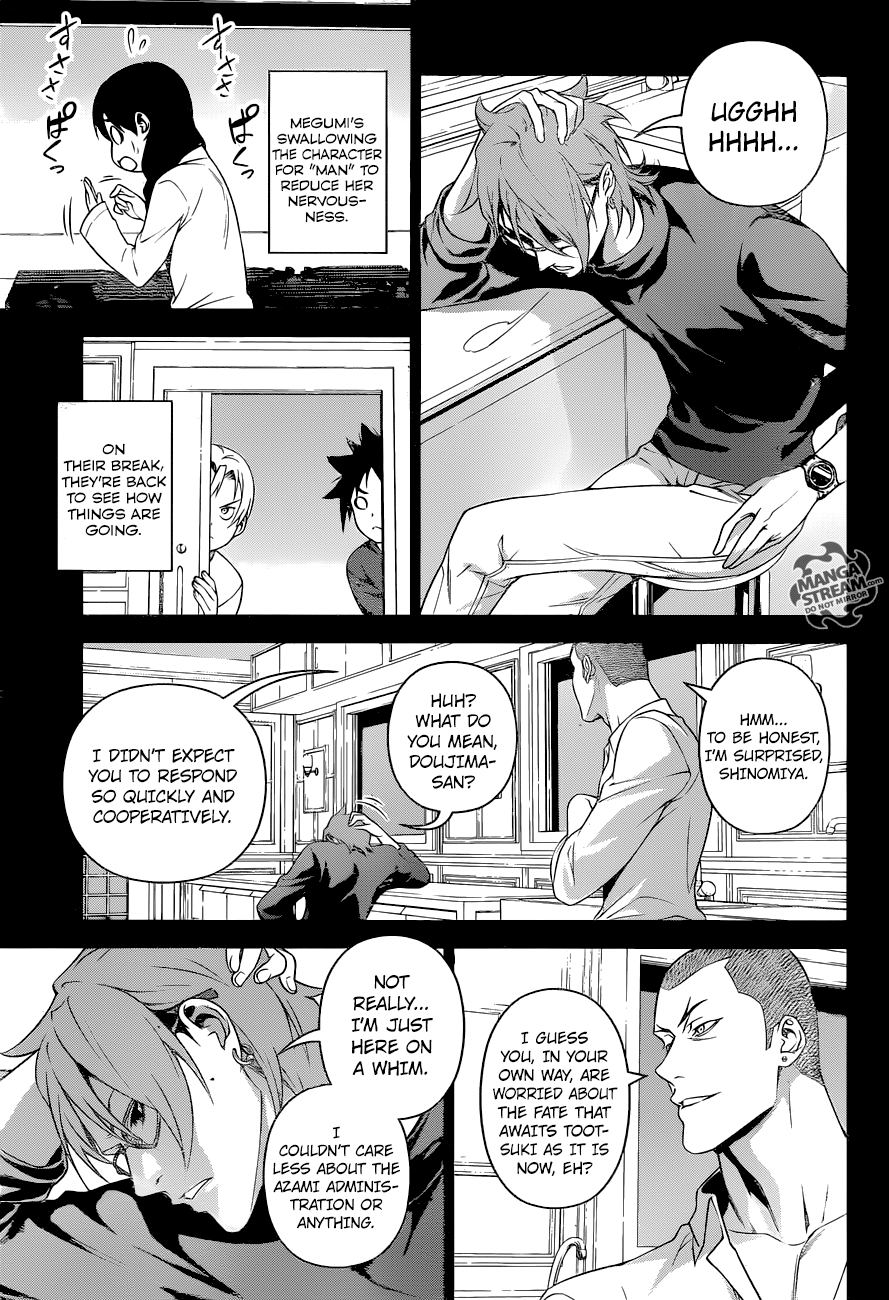 UGGHH
HHHH...
すささっ
すささっ
ぱくっ
ぱくっ
MEGUMI'S
SWALLOWING
THE CHARACTER
FOR "MAN" TO
REDUCE HER
NERVOUS-
NESS.
ON
THEIR BREAK,
THEY'RE BACK
TO SEE HOW
THINGS ARE
GOING.
MANGA
STREAM.com
DO NOT MIRROR
HMM...
TO BE HONEST,
I'M SURPRISED,
SHINOMIYA.
HUH?
WHAT DO
YOU MEAN,
DOUJIMA-
SAN?
I DIDN'T EXPECT
YOU TO RESPOND
SO QUICKLY AND
COOPERATIVELY.
I GUESS
YOU, IN YOUR
OWN WAY, ARE
WORRIED ABOUT
THE FATE THAT
AWAITS TOOT-
SUKI AS IT IS
NOW, EH?
NOT
REALLY...
I'M JUST
HERE ON
A WHIM.
I
COULDN'T CARE
LESS ABOUT THE
AZAMI ADMINIS-
TRATION OR
ANYTHING.